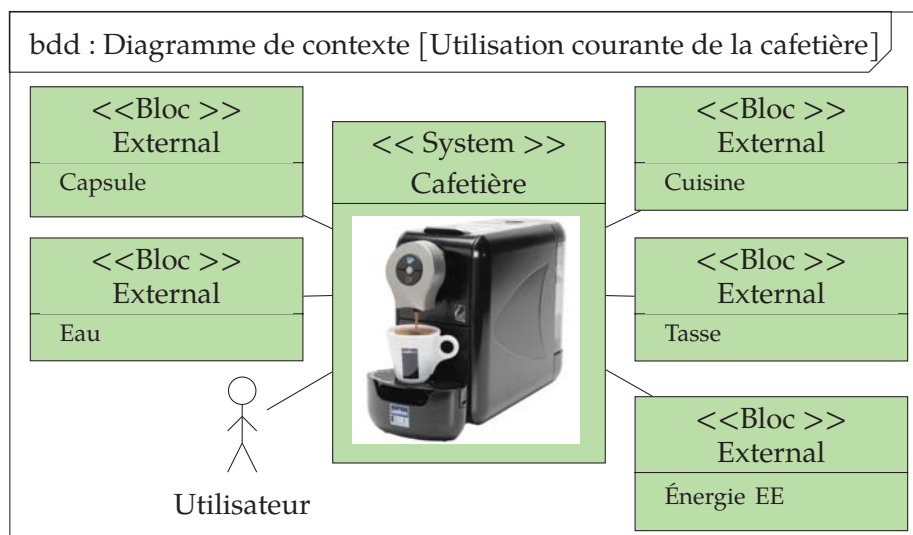 bdd : Diagramme de contexte [Utilisation courante de la cafetière]
<<Bloc >>
External
Capsule
<<Bloc >>
External
Eau
Utilisateur
<< System >>
Cafetière
<<Bloc >>
External
Cuisine
<<Bloc >>
External
Tasse
<<Bloc >>
External
Énergie EE